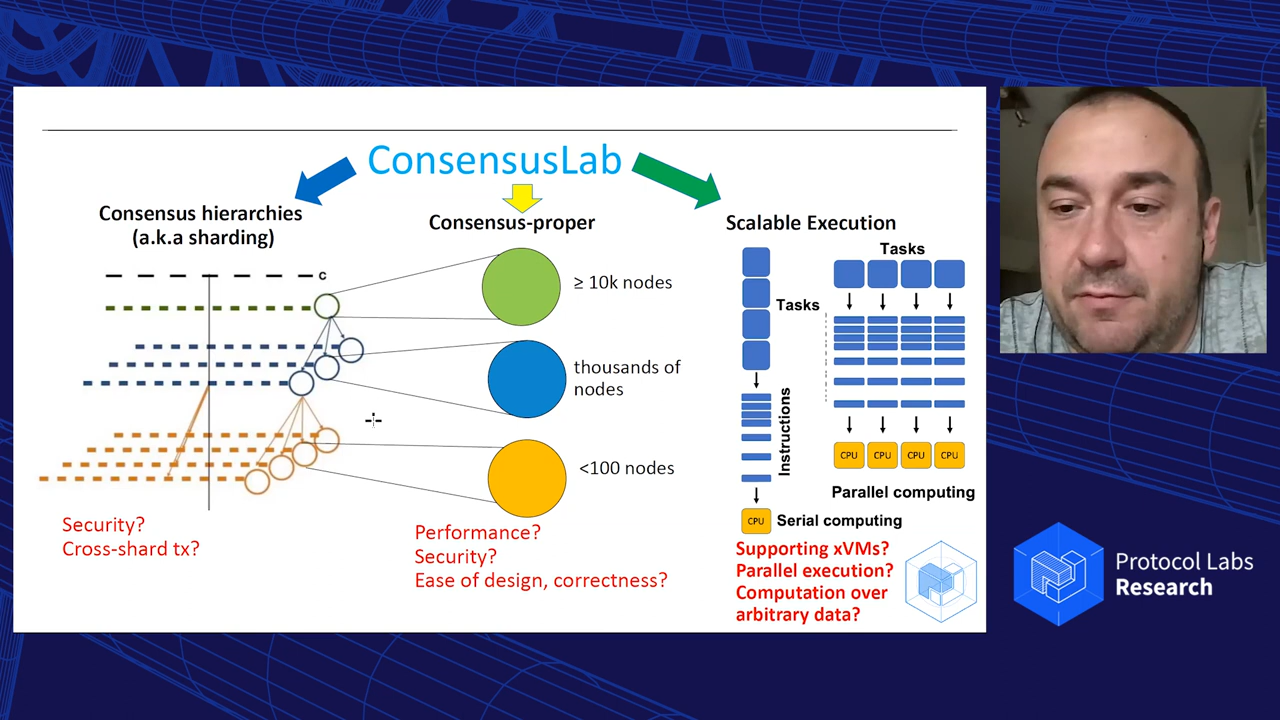 ConsensusLab
Consensus hierarchies
(a.k.a sharding)
c
Security?
Cross-shard tx?
Consensus-proper
≥ 10k nodes
thousands of
nodes
<100 nodes
Performance?
Security?
Ease of design, correctness?
Scalable Execution
Tasks
Instructions
CPU
Serial computing
Tasks
CPU CPU CPU CPU
Parallel computing
Supporting xVMs?
Parallel execution?
Computation over
arbitrary data?
Protocol Labs
Research